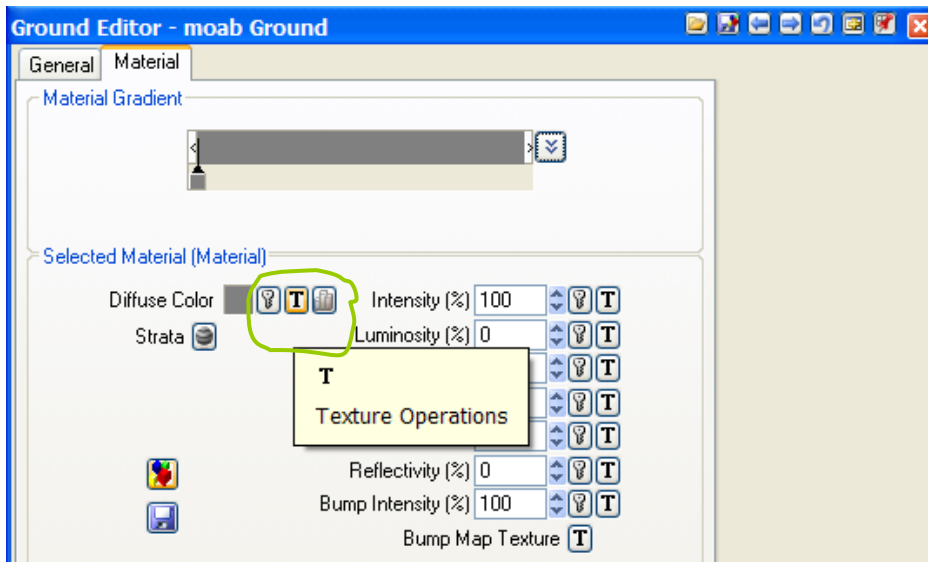 Ground Editor - moab Ground
General Material
Material Gradient
Selected Material (Material)
Diffuse Color T Intensity (%) 100 T
Strata Luminosity (%) 0 T
T
Texture Operations
T
T
T
Reflectivity (%) 0 T
Bump Intensity (%) 100 T
Bump Map Texture T